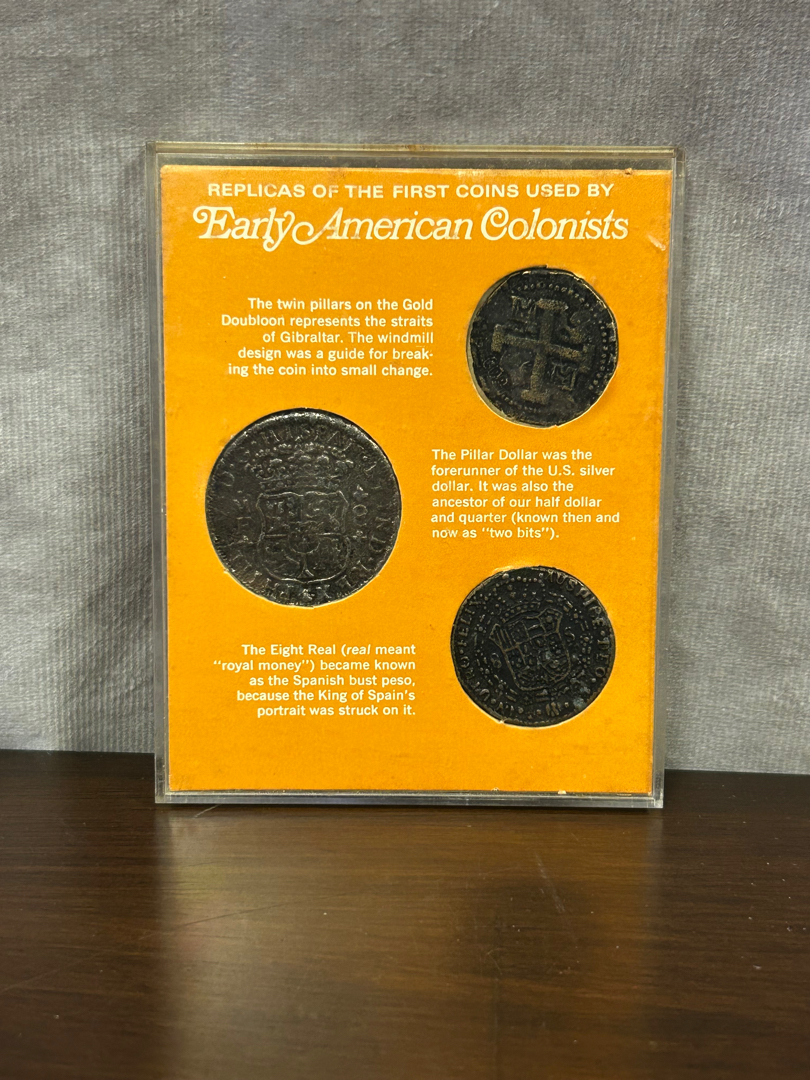 REPLICAS OF THE FIRST COINS USED BY
Early American Colonists
The twin pillars on the Gold
Doubloon represents the straits
of Gibraltar. The windmill
design was a guide for break-
ing the coin into small change.
The Pillar Dollar was the
forerunner of the U.S. silver
dollar. It was also the
ancestor of our half dollar
and quarter (known then and
now as "two bits").
The Eight Real (real meant
"royal money") became known
as the Spanish bust peso,
because the King of Spain's
portrait was struck on it.